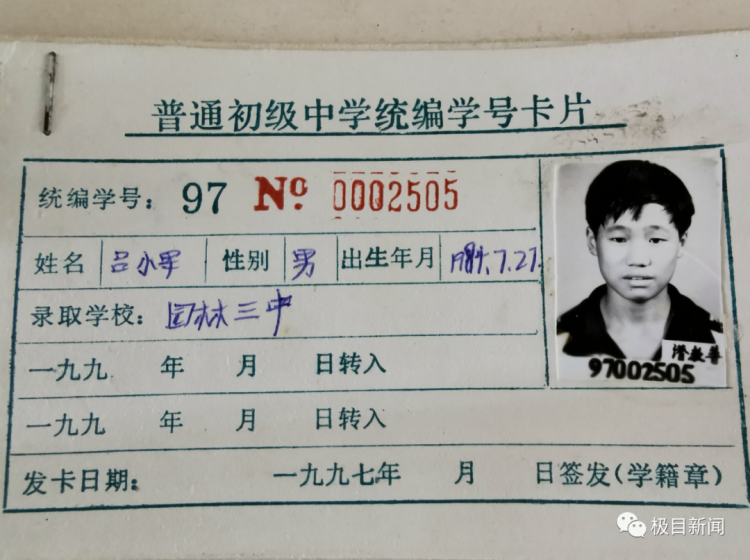 普通初级中学统编学号卡片
统编学号： 97 Nº 0002505
姓名 吕小军 性别 男 出生年月 1984.7.27.
录取学校： 园林三中
一九九 年 月 日转入
一九九 年 月 日转入
发卡日期： 一九九七年 月 日签发(学籍章)
潜教普
97002505
极目新闻